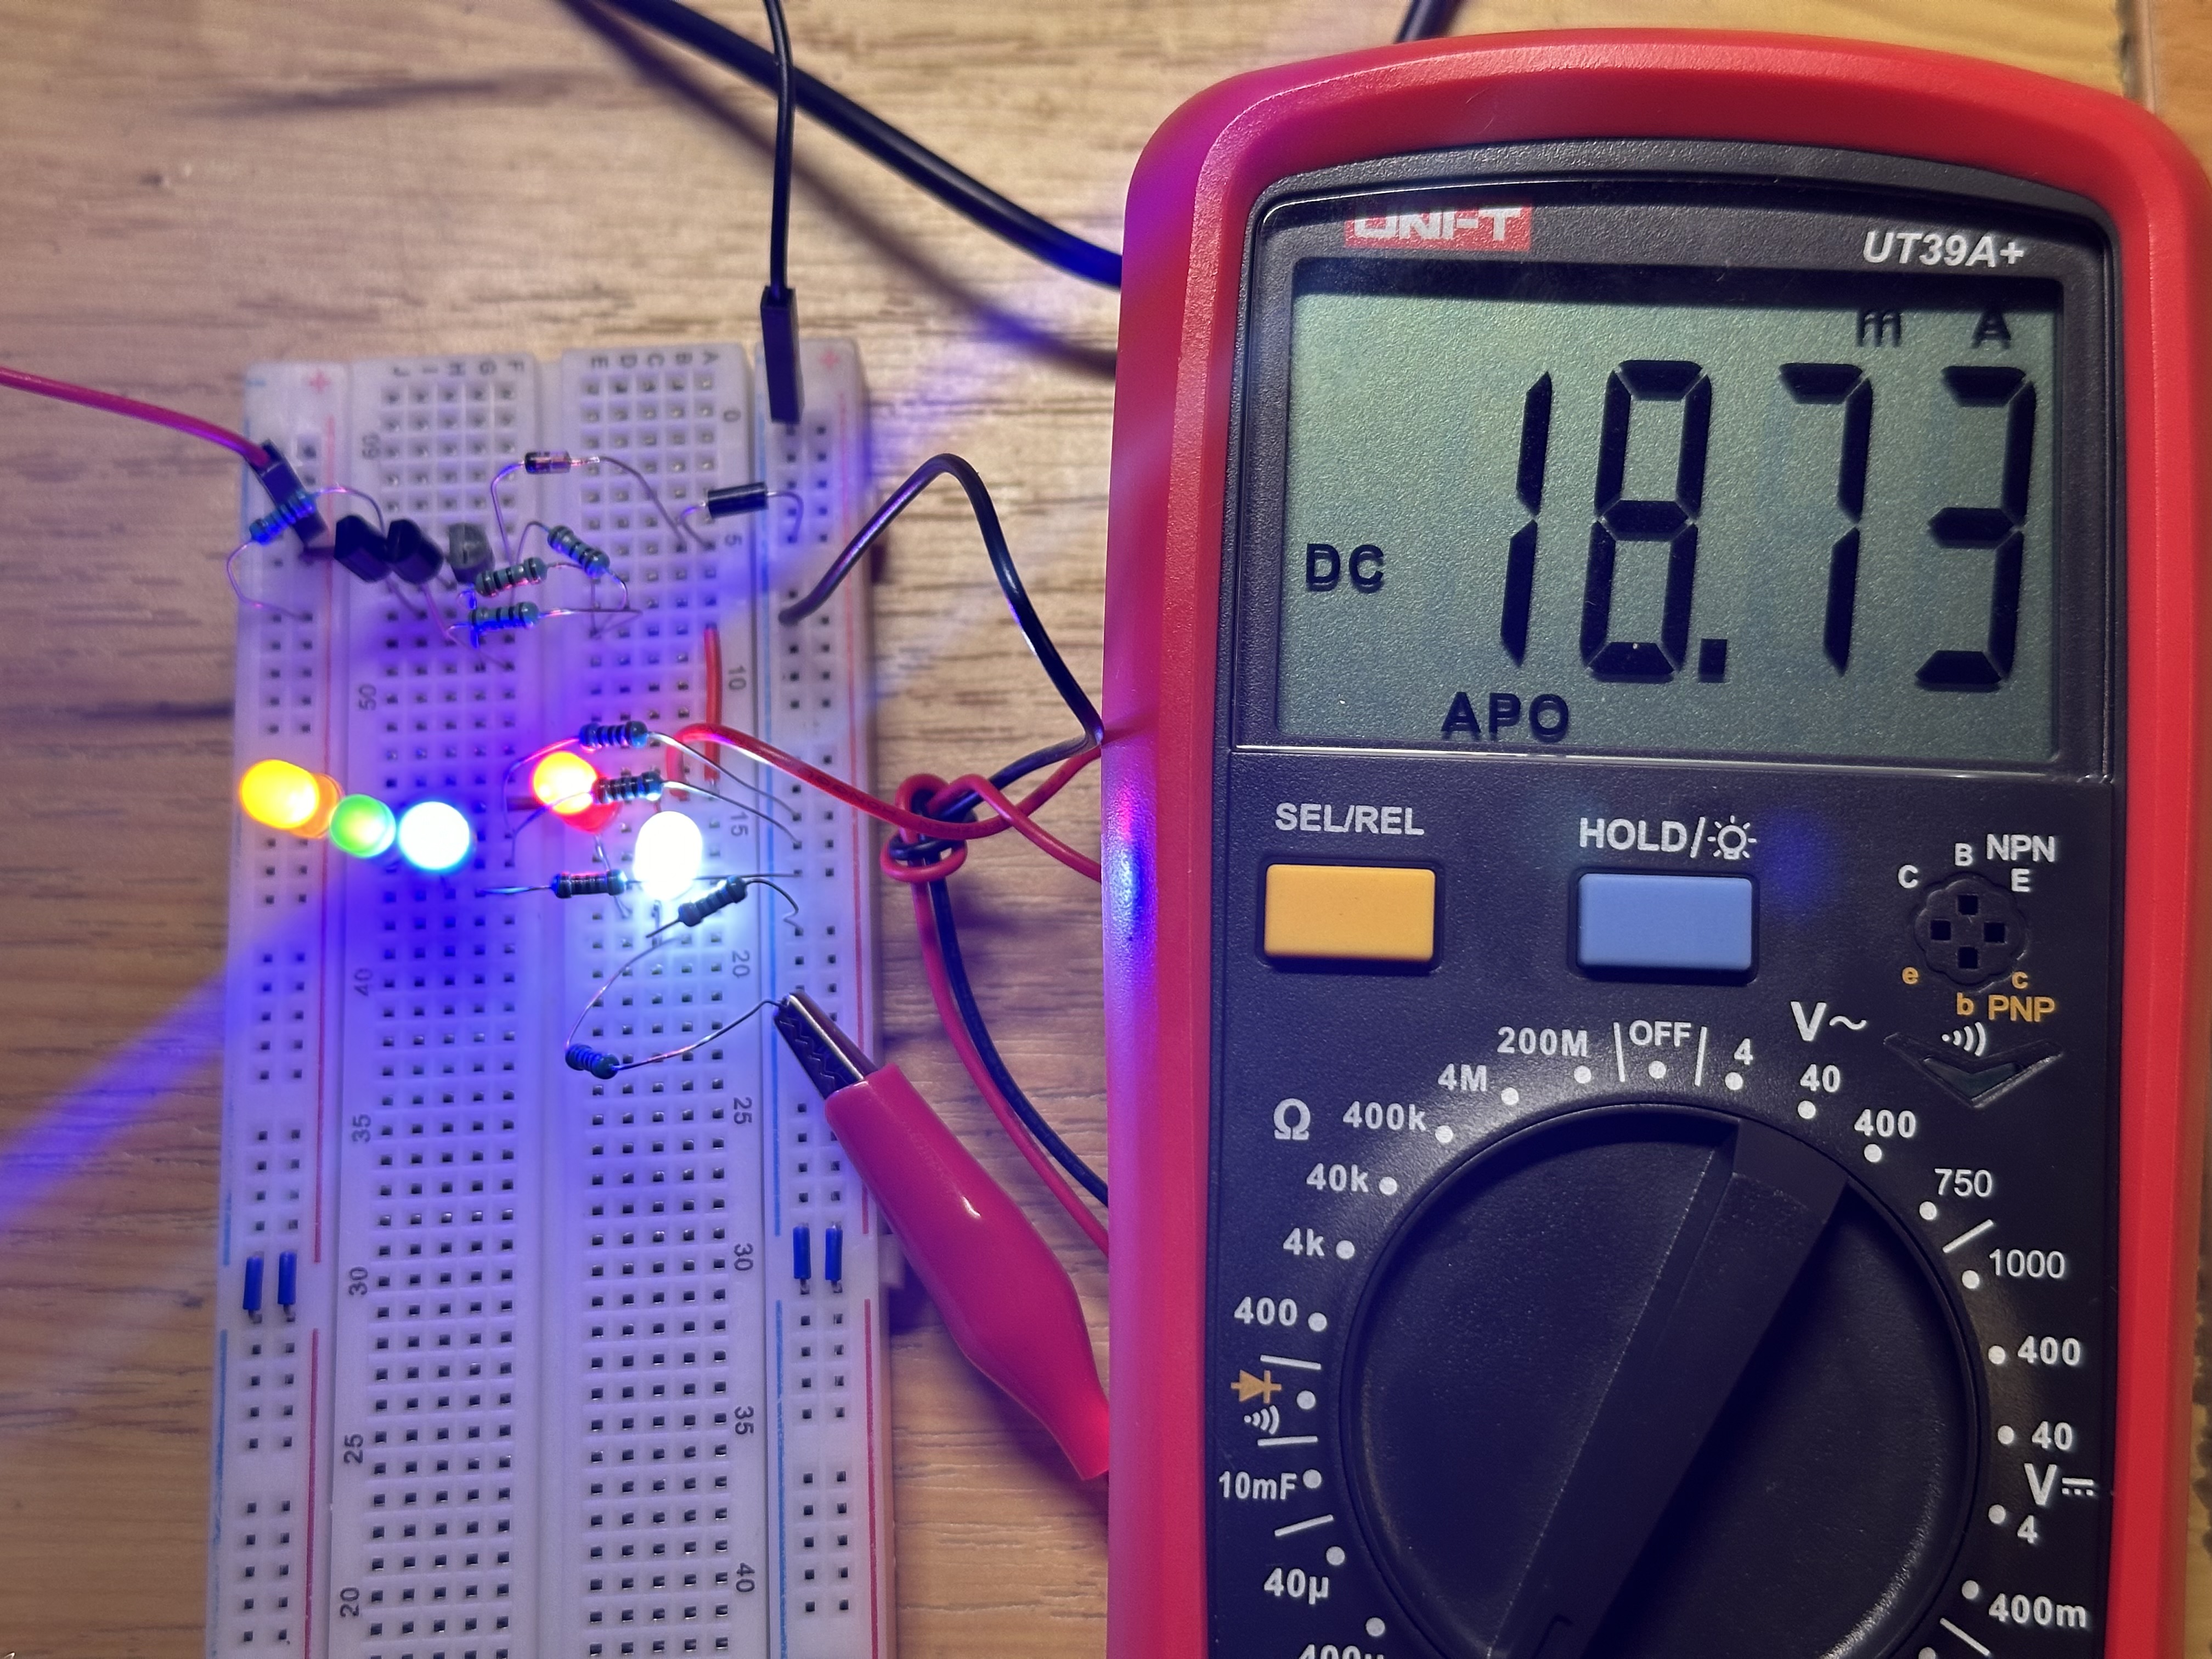 UNI-T
UT39A+
m A
18.73
DC
APO
SEL/REL
HOLD/
NPN
B
C
E
e
c
b PNP
V~
200M
OFF
4
4M
40
Ω
400k
400
40k
750
4k
1000
400
400
40
10mF
V
4
40μ
400m
400μ
+
+
J I H G F
E D C B A
0
60
5
10
50
15
20
40
25
35
30
30
25
35
20
40